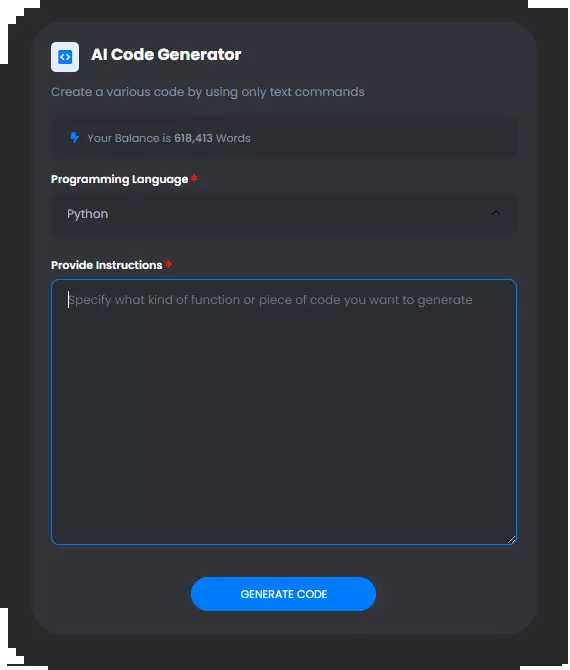 AI Code Generator
Create a various code by using only text commands
Your Balance is 618,413 Words
Programming Language *
Python
Provide Instructions *
Specify what kind of function or piece of code you want to generate
GENERATE CODE